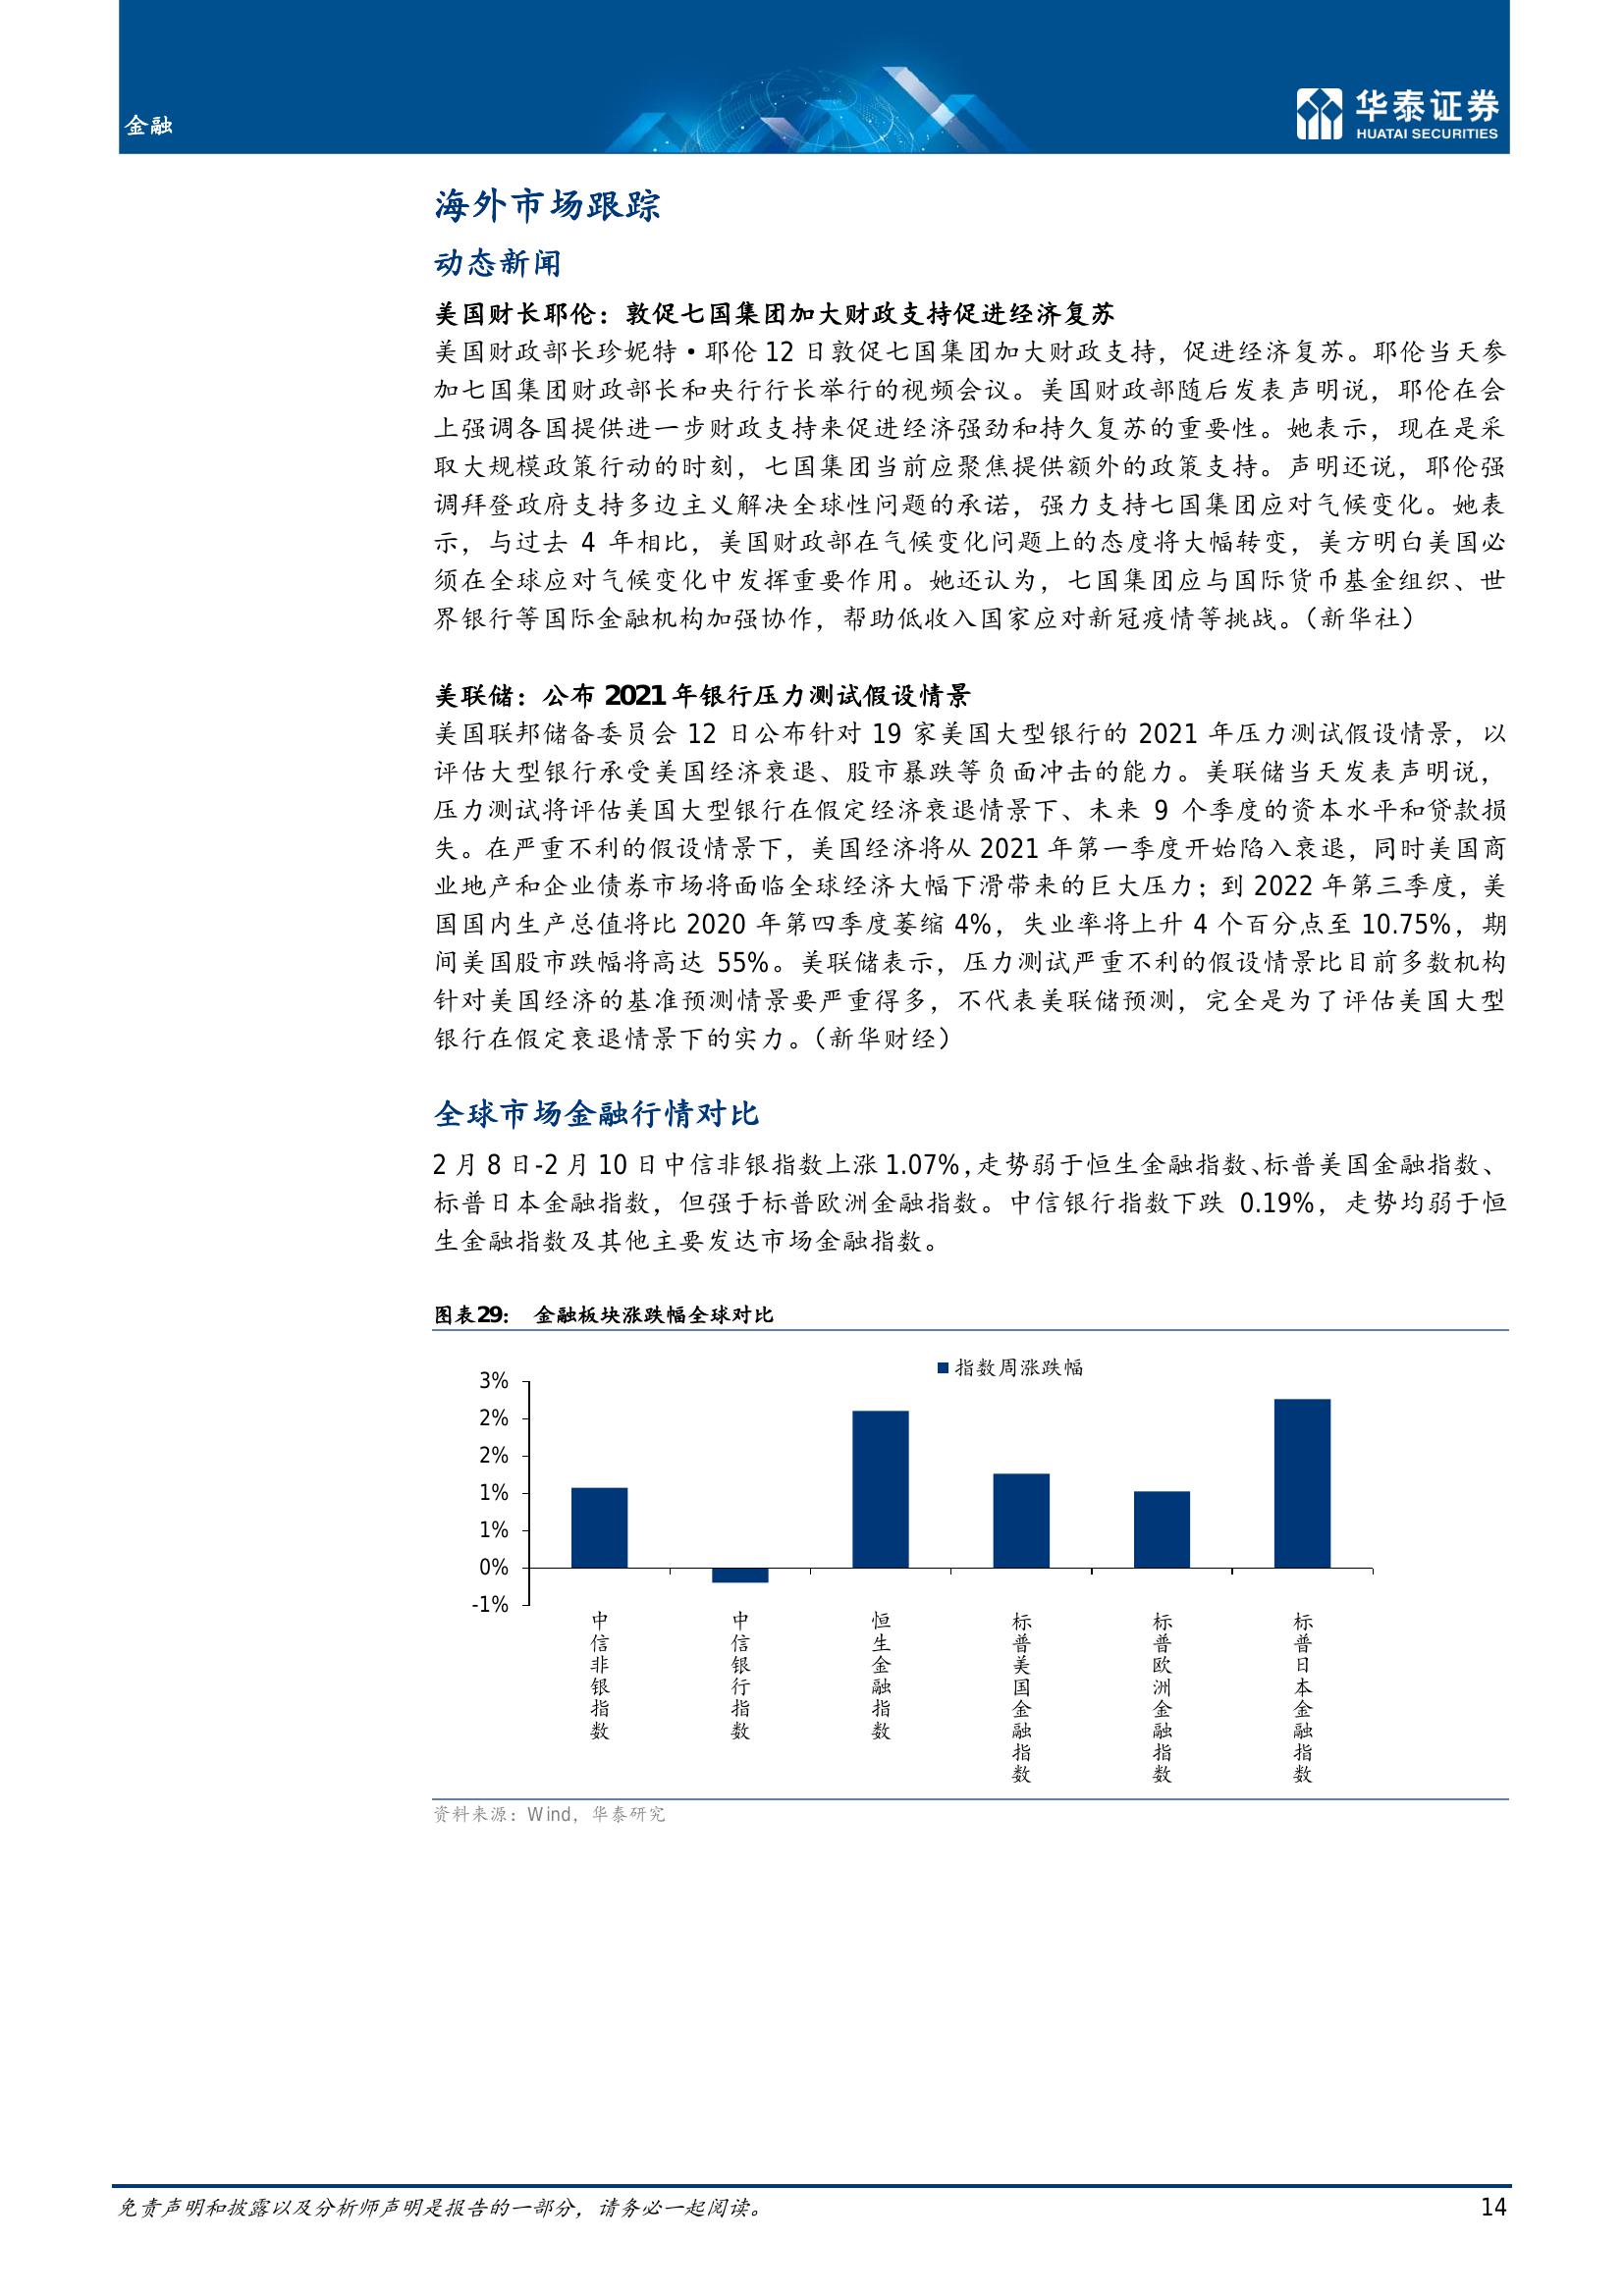 金融
华泰证券
HUATAI SECURITIES
海外市场跟踪
动态新闻
美国财长耶伦：敦促七国集团加大财政支持促进经济复苏
美国财政部长珍妮特·耶伦 12 日敦促七国集团加大财政支持，促进经济复苏。耶伦当天参
加七国集团财政部长和央行行长举行的视频会议。美国财政部随后发表声明说，耶伦在会
上强调各国提供进一步财政支持来促进经济强劲和持久复苏的重要性。她表示，现在是采
取大规模政策行动的时刻，七国集团当前应聚焦提供额外的政策支持。声明还说，耶伦强
调拜登政府支持多边主义解决全球性问题的承诺，强力支持七国集团应对气候变化。她表
示，与过去 4 年相比，美国财政部在气候变化问题上的态度将大幅转变，美方明白美国必
须在全球应对气候变化中发挥重要作用。她还认为，七国集团应与国际货币基金组织、世
界银行等国际金融机构加强协作，帮助低收入国家应对新冠疫情等挑战。（新华社）
美联储：公布 2021 年银行压力测试假设情景
美国联邦储备委员会 12 日公布针对 19 家美国大型银行的 2021 年压力测试假设情景，以
评估大型银行承受美国经济衰退、股市暴跌等负面冲击的能力。美联储当天发表声明说，
压力测试将评估美国大型银行在假定经济衰退情景下、未来 9 个季度的资本水平和贷款损
失。在严重不利的假设情景下，美国经济将从 2021 年第一季度开始陷入衰退，同时美国商
业地产和企业债券市场将面临全球经济大幅下滑带来的巨大压力；到 2022 年第三季度，美
国国内生产总值将比 2020 年第四季度萎缩 4%，失业率将上升 4 个百分点至 10.75%，期
间美国股市跌幅将高达 55%。美联储表示，压力测试严重不利的假设情景比目前多数机构
针对美国经济的基准预测情景要严重得多，不代表美联储预测，完全是为了评估美国大型
银行在假定衰退情景下的实力。（新华财经）
全球市场金融行情对比
2 月 8 日-2 月 10 日中信非银指数上涨 1.07%，走势弱于恒生金融指数、标普美国金融指数、
标普日本金融指数，但强于标普欧洲金融指数。中信银行指数下跌 0.19%，走势均弱于恒
生金融指数及其他主要发达市场金融指数。
图表29： 金融板块涨跌幅全球对比
指数周涨跌幅
3%
2%
2%
1%
1%
0%
-1%
中信非银指数
中信银行指数
恒生金融指数
标普美国金融指数
标普欧洲金融指数
标普日本金融指数
资料来源：Wind，华泰研究
免责声明和披露以及分析师声明是报告的一部分，请务必一起阅读。
14